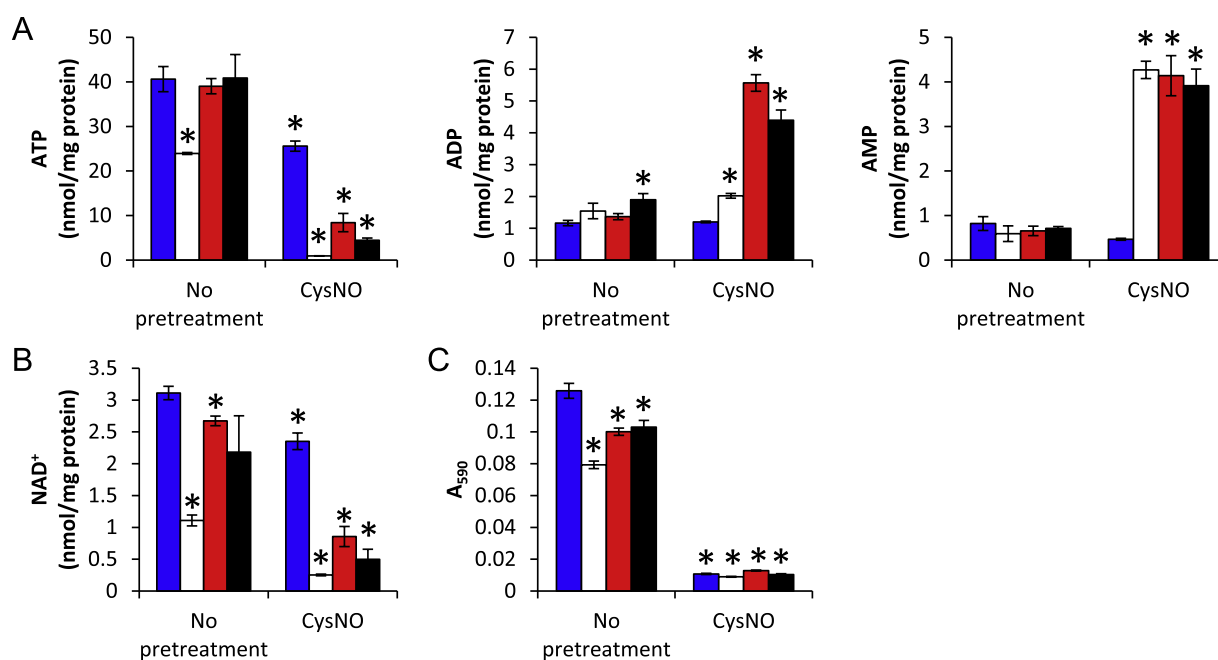 A
ATP
(nmol/mg protein)
50
40
30
20
10
0
*
*
*
*
*
No
pretreatment
CysNO
ADP
(nmol/mg protein)
7
6
5
4
3
2
1
0
*
*
*
*
No
pretreatment
CysNO
AMP
(nmol/mg protein)
5
4
3
2
1
0
*
*
*
No
pretreatment
CysNO
B
NAD⁺
(nmol/mg protein)
3.5
3
2.5
2
1.5
1
0.5
0
*
*
*
*
*
*
No
pretreatment
CysNO
C
A₅₉₀
0.14
0.12
0.1
0.08
0.06
0.04
0.02
0
*
*
*
*
*
*
*
No
pretreatment
CysNO